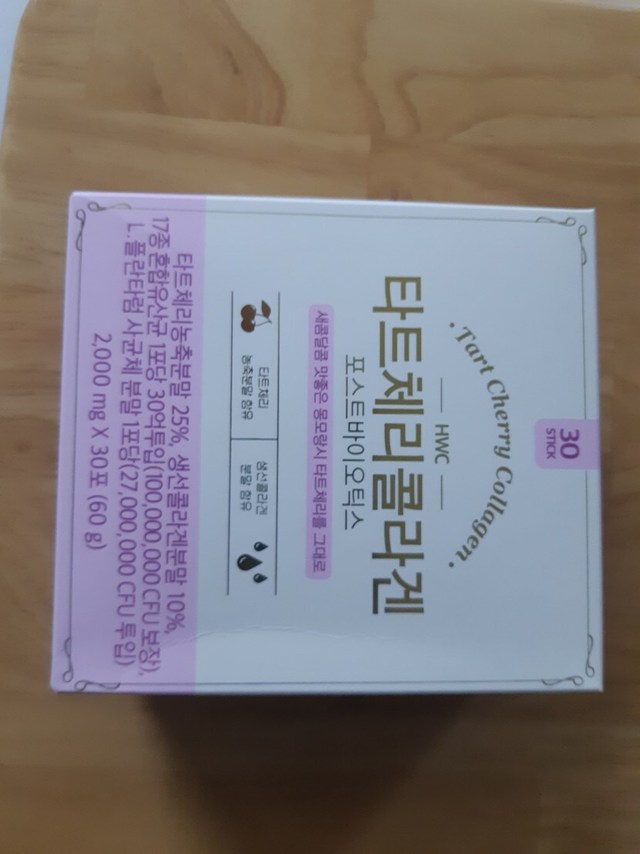 30
STICK
· Tart Cherry Collagen ·
HWC
타트체리콜라겐
포스트바이오틱스
새콤달콤 맛좋은 몽모랑시 타트체리를 그대로
타트체리
농축분말 함유
생선콜라겐
분말 함유
타트체리농축분말 25%, 생선콜라겐분말 10%,
17종 혼합유산균 1포당 30억투입(100,000,000 CFU 보장),
L. 플란타럼 사균체 분말 1포당(27,000,000 CFU 투입)
2,000 mg X 30포 (60 g)